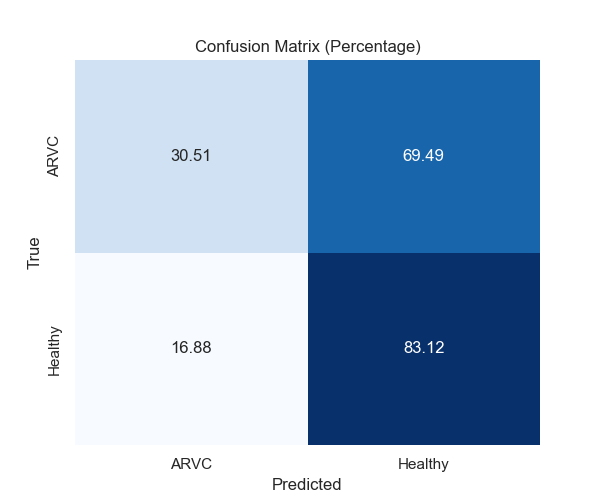 Confusion Matrix (Percentage)
ARVC
30.51
69.49
True
Healthy
16.88
83.12
ARVC
Healthy
Predicted